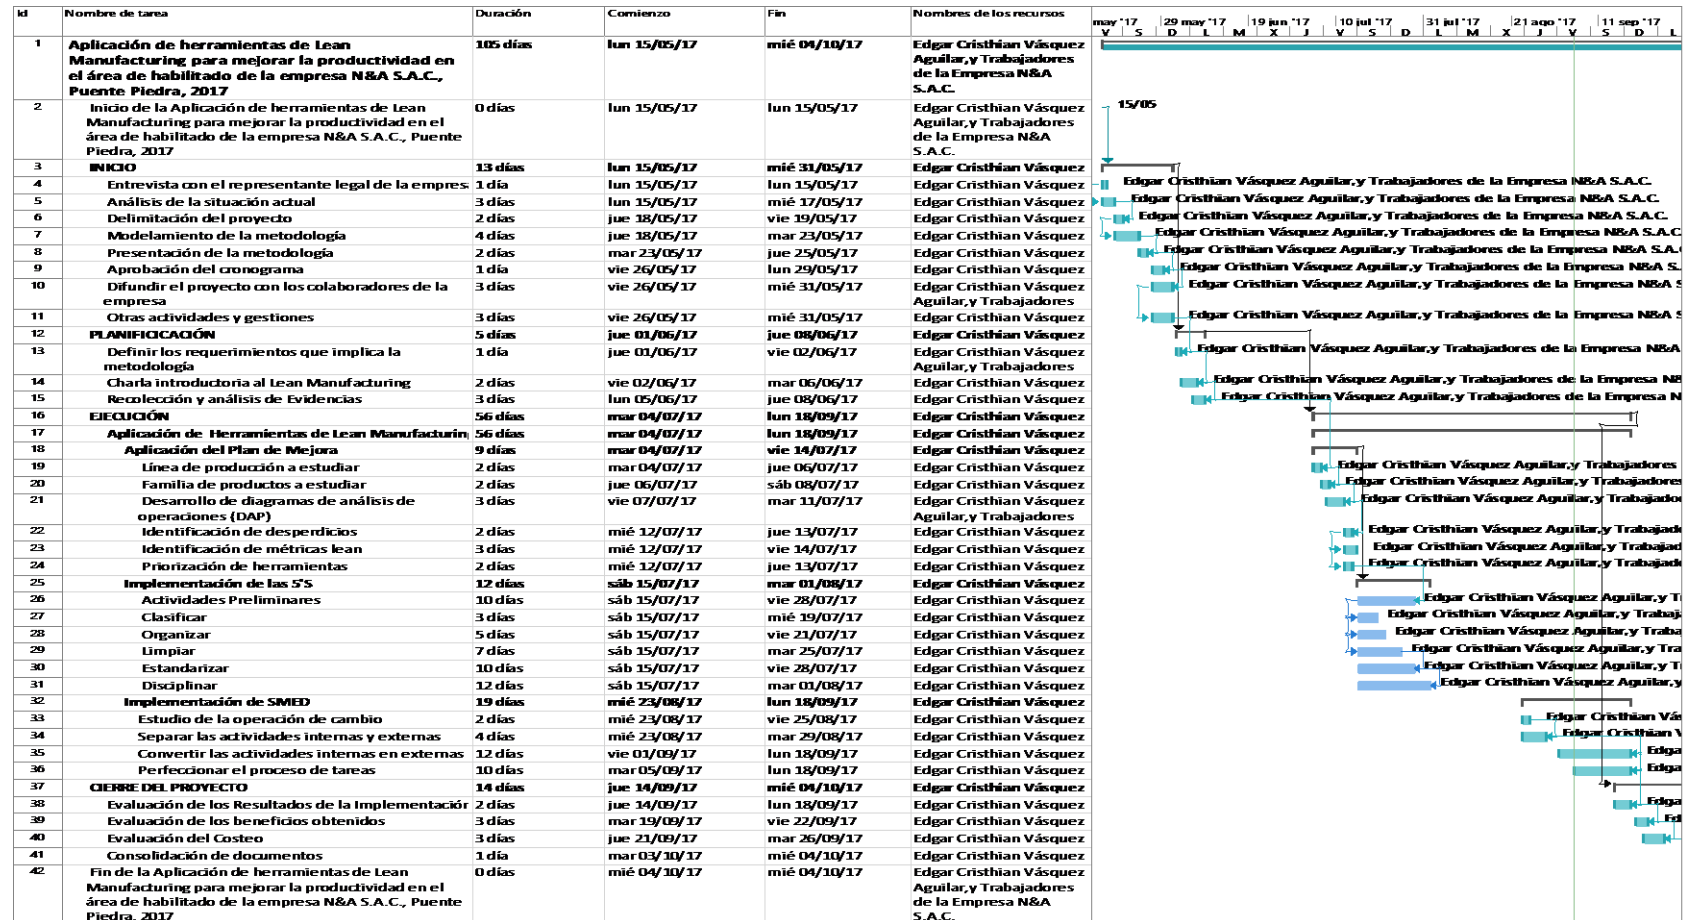 Id Nombre de tarea Duración Comienzo Fin Nombres de los recursos
may '17 29 may '17 19 jun '17 10 jul '17 31 jul '17 21 ago '17 11 sep '17
V S D L M X J V S D L M X J V S D L
1 Aplicación de herramientas de Lean 105 días lun 15/05/17 mié 04/10/17 Edgar Cristhian Vásquez
Manufacturing para mejorar la productividad en Aguilar,y Trabajadores
el área de habilitado de la empresa N&A S.A.C., de la Empresa N&A
Puente Piedra, 2017 S.A.C.
2 Inicio de la Aplicación de herramientas de Lean 0 días lun 15/05/17 lun 15/05/17 Edgar Cristhian Vásquez 15/05
Manufacturing para mejorar la productividad en el Aguilar,y Trabajadores
área de habilitado de la empresa N&A S.A.C., Puente de la Empresa N&A
Piedra, 2017 S.A.C.
3 INICIO 13 días lun 15/05/17 mié 31/05/17 Edgar Cristhian Vásquez
4 Entrevista con el representante legal de la empres 1 día lun 15/05/17 lun 15/05/17 Edgar Cristhian Vásquez Edgar Cristhian Vásquez Aguilar,y Trabajadores de la Empresa N&A S.A.C.
5 Análisis de la situación actual 3 días lun 15/05/17 mié 17/05/17 Edgar Cristhian Vásquez Edgar Cristhian Vásquez Aguilar,y Trabajadores de la Empresa N&A S.A.C.
6 Delimitación del proyecto 2 días jue 18/05/17 vie 19/05/17 Edgar Cristhian Vásquez Edgar Cristhian Vásquez Aguilar,y Trabajadores de la Empresa N&A S.A.C.
7 Modelamiento de la metodología 4 días jue 18/05/17 mar 23/05/17 Edgar Cristhian Vásquez Edgar Cristhian Vásquez Aguilar,y Trabajadores de la Empresa N&A S.A.C
8 Presentación de la metodología 2 días mar 23/05/17 jue 25/05/17 Edgar Cristhian Vásquez Edgar Cristhian Vásquez Aguilar,y Trabajadores de la Empresa N&A S.A.
9 Aprobación del cronograma 1 día vie 26/05/17 lun 29/05/17 Edgar Cristhian Vásquez Edgar Cristhian Vásquez Aguilar,y Trabajadores de la Empresa N&A S.
10 Difundir el proyecto con los colaboradores de la 3 días vie 26/05/17 mié 31/05/17 Edgar Cristhian Vásquez Edgar Cristhian Vásquez Aguilar,y Trabajadores de la Empresa N&A S
empresa Aguilar,y Trabajadores
11 Otras actividades y gestiones 3 días vie 26/05/17 mié 31/05/17 Edgar Cristhian Vásquez Edgar Cristhian Vásquez Aguilar,y Trabajadores de la Empresa N&A S
12 PLANIFICICACIÓN 5 días jue 01/06/17 jue 08/06/17 Edgar Cristhian Vásquez
13 Definir los requerimientos que implica la 1 día jue 01/06/17 vie 02/06/17 Edgar Cristhian Vásquez Edgar Cristhian Vásquez Aguilar,y Trabajadores de la Empresa N&A
metodología Aguilar,y Trabajadores
14 Charla introductoria al Lean Manufacturing 2 días vie 02/06/17 mar 06/06/17 Edgar Cristhian Vásquez Edgar Cristhian Vásquez Aguilar,y Trabajadores de la Empresa N&
15 Recolección y análisis de Evidencias 3 días lun 05/06/17 jue 08/06/17 Edgar Cristhian Vásquez Edgar Cristhian Vásquez Aguilar,y Trabajadores de la Empresa N
16 EJECUCIÓN 56 días mar 04/07/17 lun 18/09/17 Edgar Cristhian Vásquez
17 Aplicación de Herramientas de Lean Manufacturin 56 días mar 04/07/17 lun 18/09/17 Edgar Cristhian Vásquez
18 Aplicación del Plan de Mejora 9 días mar 04/07/17 vie 14/07/17 Edgar Cristhian Vásquez
19 Línea de producción a estudiar 2 días mar 04/07/17 jue 06/07/17 Edgar Cristhian Vásquez Edgar Cristhian Vásquez Aguilar,y Trabajadores
20 Familia de productos a estudiar 2 días jue 06/07/17 sáb 08/07/17 Edgar Cristhian Vásquez Edgar Cristhian Vásquez Aguilar,y Trabajadores
21 Desarrollo de diagramas de análisis de 3 días vie 07/07/17 mar 11/07/17 Edgar Cristhian Vásquez Edgar Cristhian Vásquez Aguilar,y Trabajado
operaciones (DAP) Aguilar,y Trabajadores
22 Identificación de desperdicios 2 días mié 12/07/17 jue 13/07/17 Edgar Cristhian Vásquez Edgar Cristhian Vásquez Aguilar,y Trabajad
23 Identificación de métricas lean 3 días mié 12/07/17 vie 14/07/17 Edgar Cristhian Vásquez Edgar Cristhian Vásquez Aguilar,y Trabajad
24 Priorización de herramientas 2 días mié 12/07/17 jue 13/07/17 Edgar Cristhian Vásquez Edgar Cristhian Vásquez Aguilar,y Trabajad
25 Implementación de las 5'S 12 días sáb 15/07/17 mar 01/08/17 Edgar Cristhian Vásquez
26 Actividades Preliminares 10 días sáb 15/07/17 vie 28/07/17 Edgar Cristhian Vásquez Edgar Cristhian Vásquez Aguilar,y T
27 Clasificar 3 días sáb 15/07/17 mié 19/07/17 Edgar Cristhian Vásquez Edgar Cristhian Vásquez Aguilar,y Trabaj
28 Organizar 5 días sáb 15/07/17 vie 21/07/17 Edgar Cristhian Vásquez Edgar Cristhian Vásquez Aguilar,y Traba
29 Limpiar 7 días sáb 15/07/17 mar 25/07/17 Edgar Cristhian Vásquez Edgar Cristhian Vásquez Aguilar,y Tra
30 Estandarizar 10 días sáb 15/07/17 vie 28/07/17 Edgar Cristhian Vásquez Edgar Cristhian Vásquez Aguilar,y T
31 Disciplinar 12 días sáb 15/07/17 mar 01/08/17 Edgar Cristhian Vásquez Edgar Cristhian Vásquez Aguilar,y
32 Implementación de SMED 19 días mié 23/08/17 lun 18/09/17 Edgar Cristhian Vásquez
33 Estudio de la operación de cambio 2 días mié 23/08/17 vie 25/08/17 Edgar Cristhian Vásquez Edgar Cristhian Vás
34 Separar las actividades internas y externas 4 días mié 23/08/17 mar 29/08/17 Edgar Cristhian Vásquez Edgar Cristhian V
35 Convertir las actividades internas en externas 12 días vie 01/09/17 lun 18/09/17 Edgar Cristhian Vásquez Edga
36 Perfeccionar el proceso de tareas 10 días mar 05/09/17 lun 18/09/17 Edgar Cristhian Vásquez Edga
37 CIERRE DEL PROYECTO 14 días jue 14/09/17 mié 04/10/17 Edgar Cristhian Vásquez
38 Evaluación de los Resultados de la Implementación 2 días jue 14/09/17 lun 18/09/17 Edgar Cristhian Vásquez Edga
39 Evaluación de los beneficios obtenidos 3 días mar 19/09/17 vie 22/09/17 Edgar Cristhian Vásquez Ed
40 Evaluación del Costeo 3 días jue 21/09/17 mar 26/09/17 Edgar Cristhian Vásquez
41 Consolidación de documentos 1 día mar 03/10/17 mié 04/10/17 Edgar Cristhian Vásquez
42 Fin de la Aplicación de herramientas de Lean 0 días mié 04/10/17 mié 04/10/17 Edgar Cristhian Vásquez
Manufacturing para mejorar la productividad en el Aguilar,y Trabajadores
área de habilitado de la empresa N&A S.A.C., Puente de la Empresa N&A
Piedra, 2017 S.A.C.